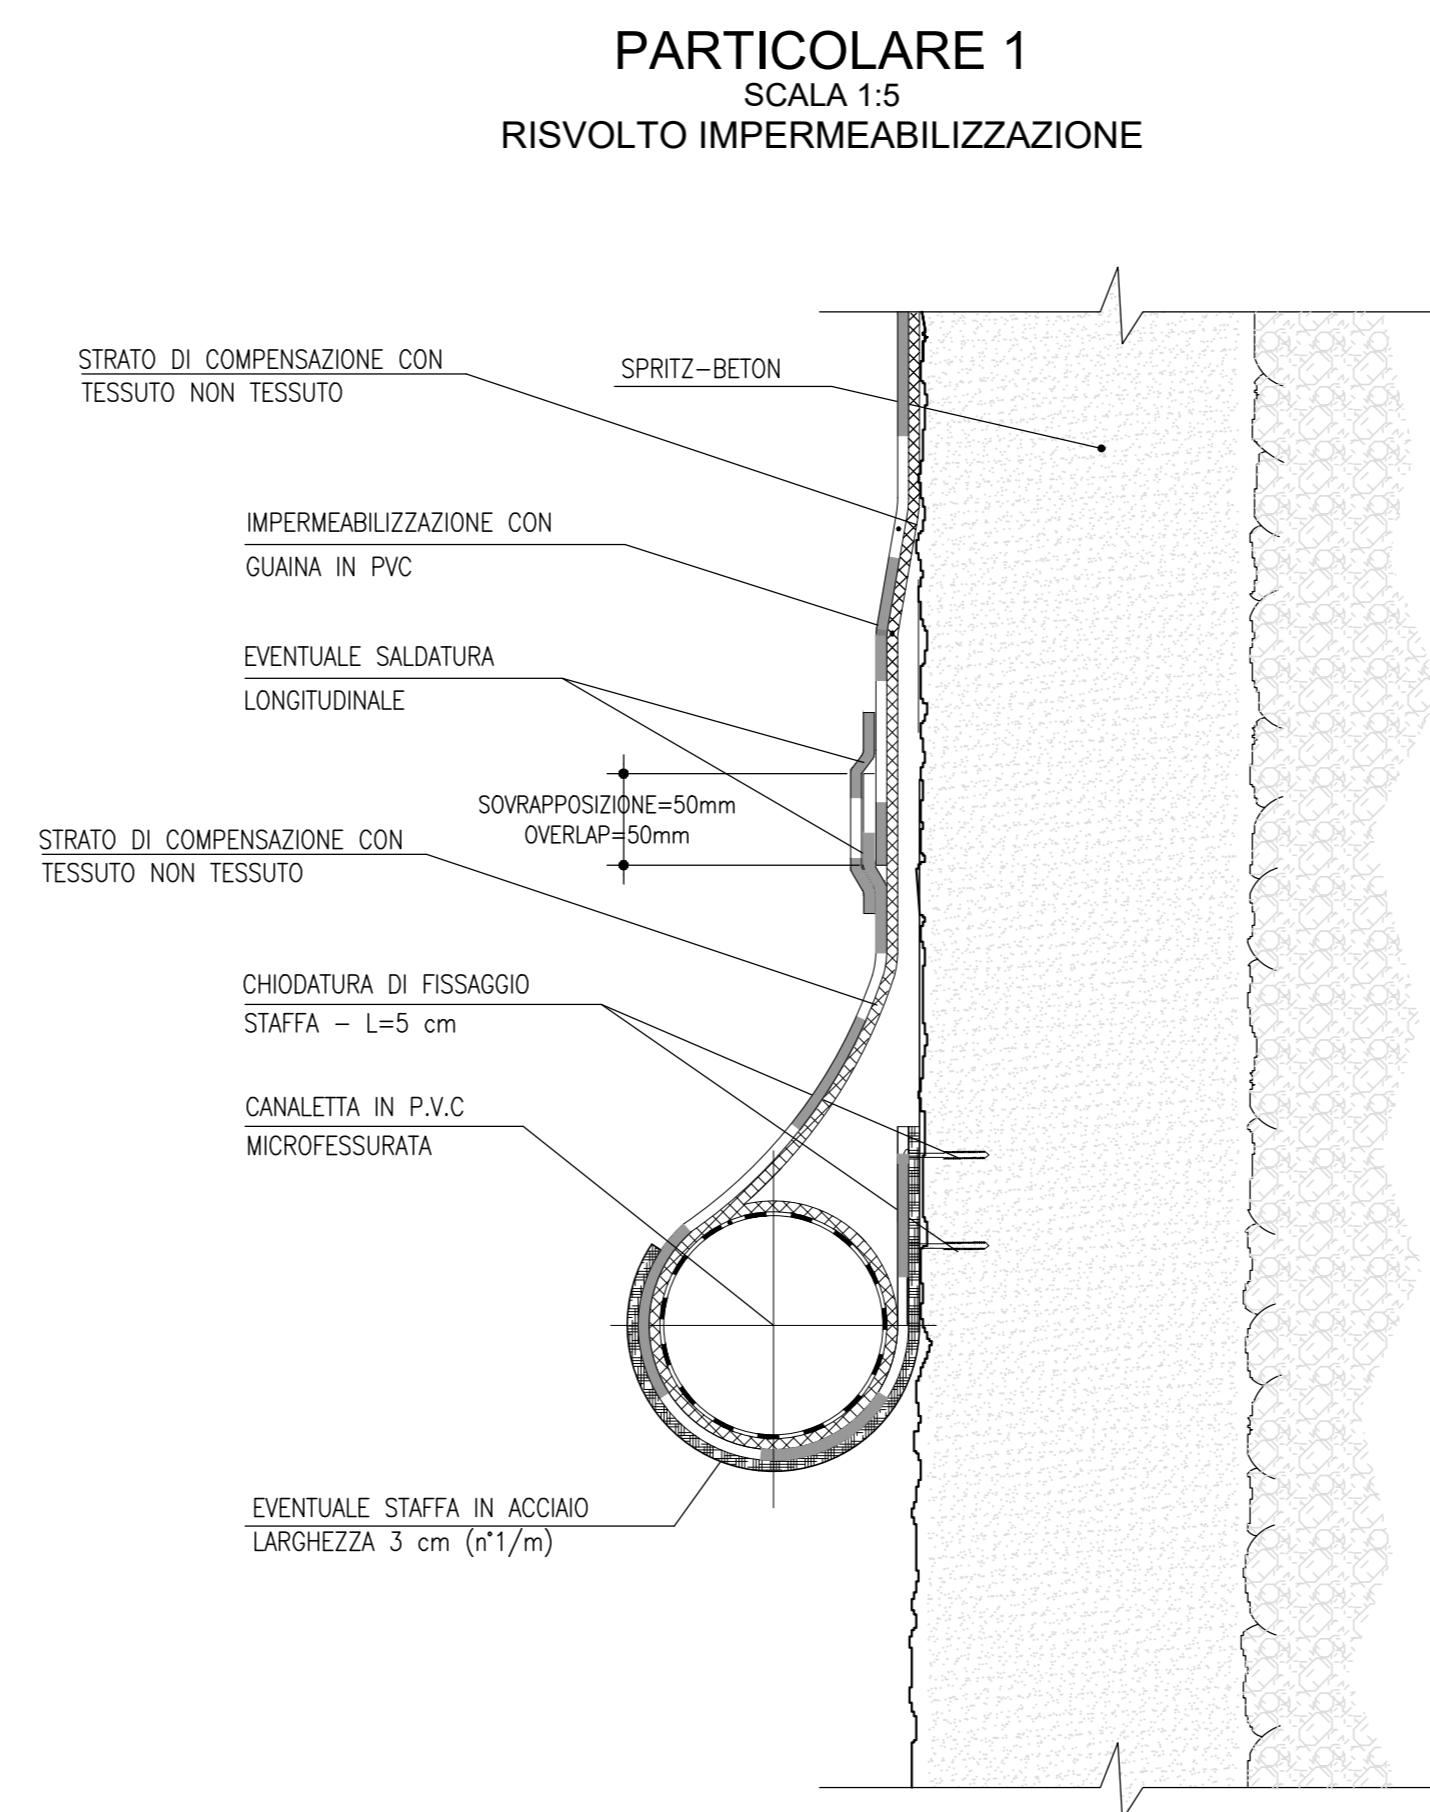 PARTICOLARE 1
SCALA 1:5
RISVOLTO IMPERMEABILIZZAZIONE
STRATO DI COMPENSAZIONE CON
TESSUTO NON TESSUTO
SPRITZ-BETON
IMPERMEABILIZZAZIONE CON
GUAINA IN PVC
EVENTUALE SALDATURA
LONGITUDINALE
SOVRAPPOSIZIONE=50mm
OVERLAP=50mm
STRATO DI COMPENSAZIONE CON
TESSUTO NON TESSUTO
CHIODATURA DI FISSAGGIO
STAFFA - L=5 cm
CANALETTA IN P.V.C
MICROFESSURATA
EVENTUALE STAFFA IN ACCIAIO
LARGHEZZA 3 cm (n°1/m)